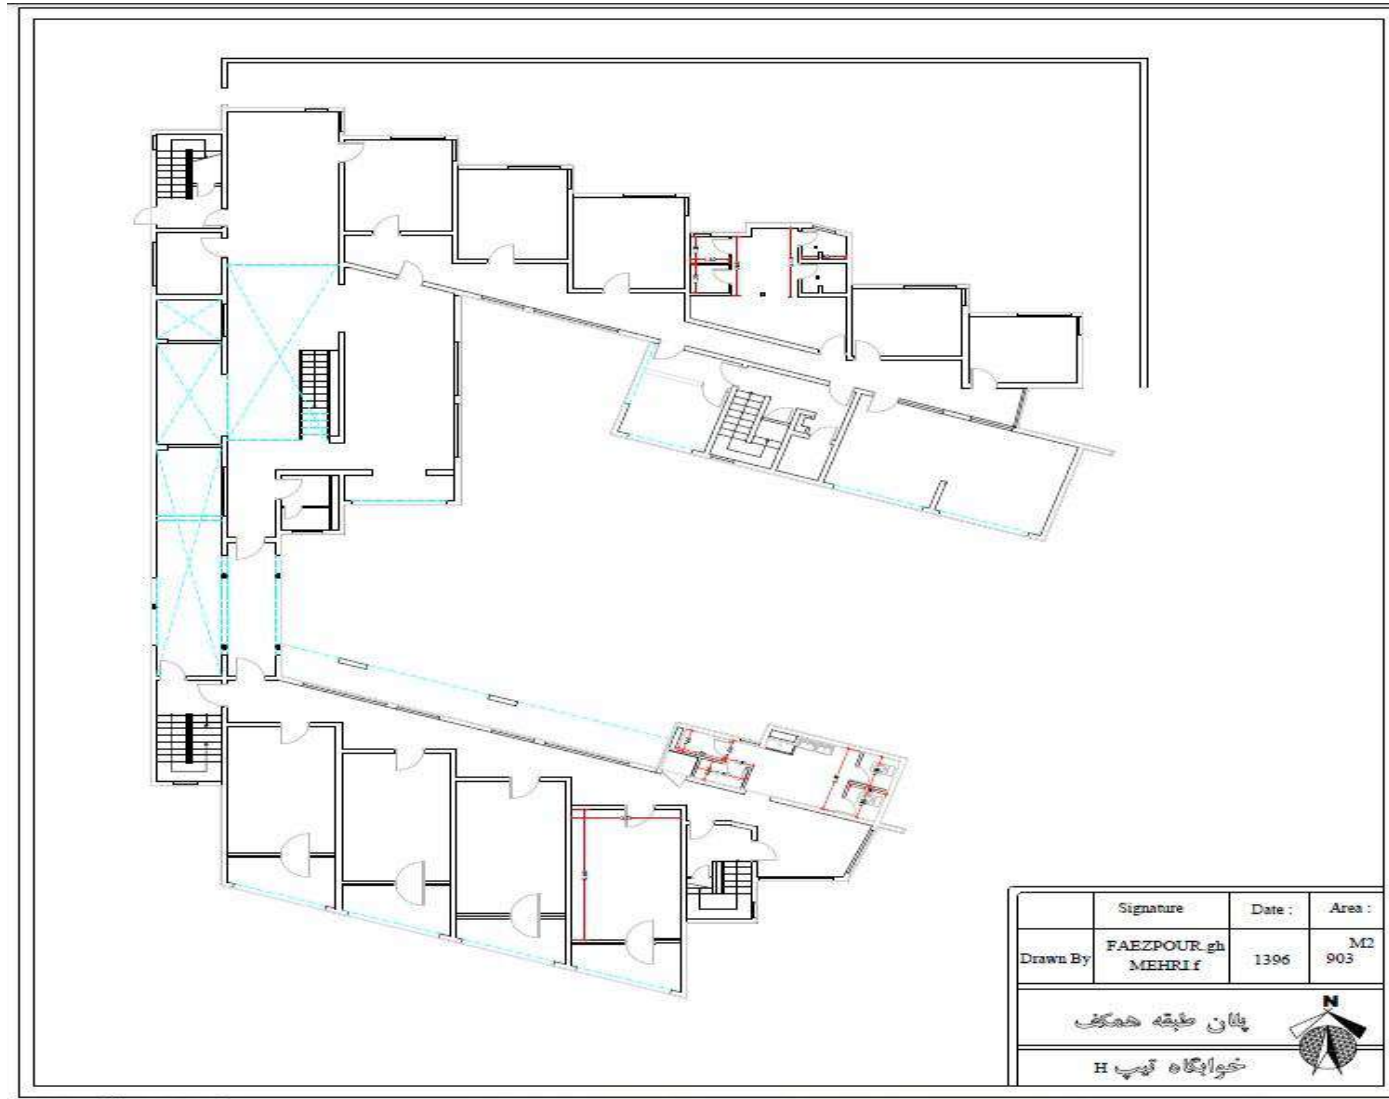 Signature Date : Area :
Drawn By FAEZPOUR.gh 1396 M2
MEHRI.f 903
N
پلان طبقه همکف
خوابگاه تیپ H